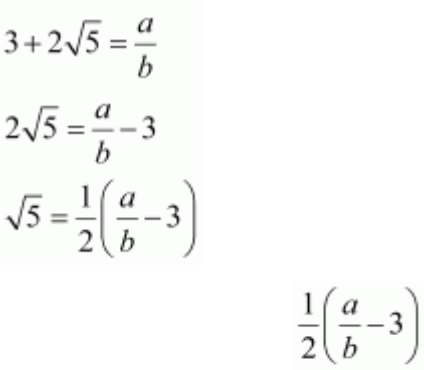 3 + 2√5 = a/b
2√5 = a/b − 3
√5 = 1/2 (a/b − 3)
1/2 (a/b − 3)